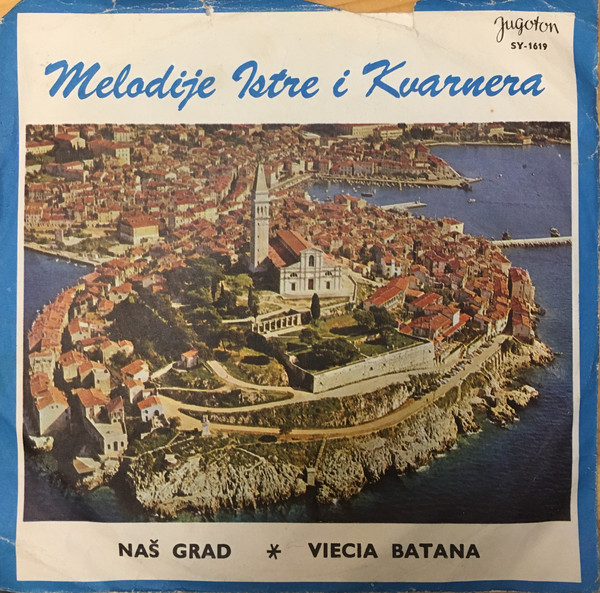 Jugoton
SY-1619
Melodije Istre i Kvarnera
NAŠ GRAD * VIECIA BATANA